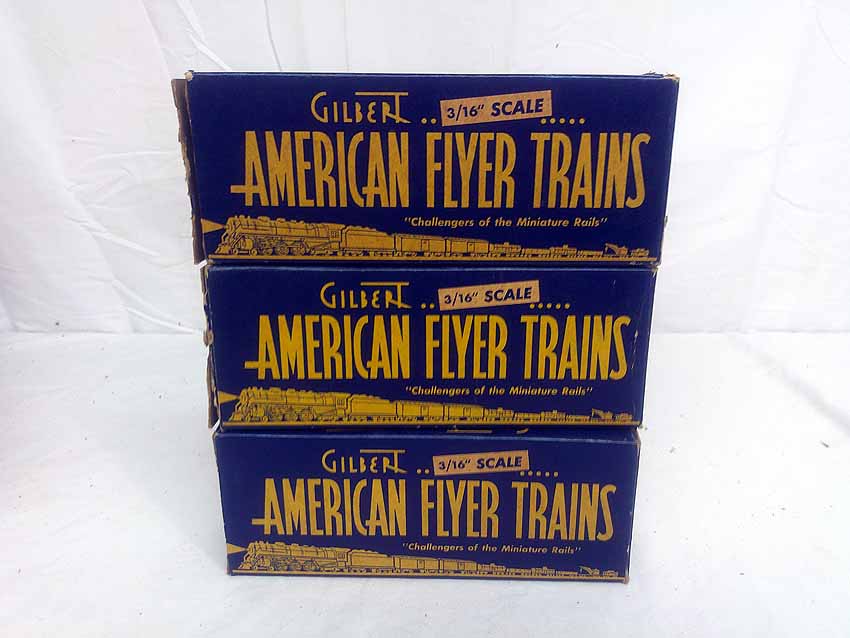 GILBERT .. 3/16" SCALE .....
AMERICAN FLYER TRAINS
"Challengers of the Miniature Rails"
GILBERT .. 3/16" SCALE .....
AMERICAN FLYER TRAINS
"Challengers of the Miniature Rails"
GILBERT .. 3/16" SCALE .....
AMERICAN FLYER TRAINS
"Challengers of the Miniature Rails"